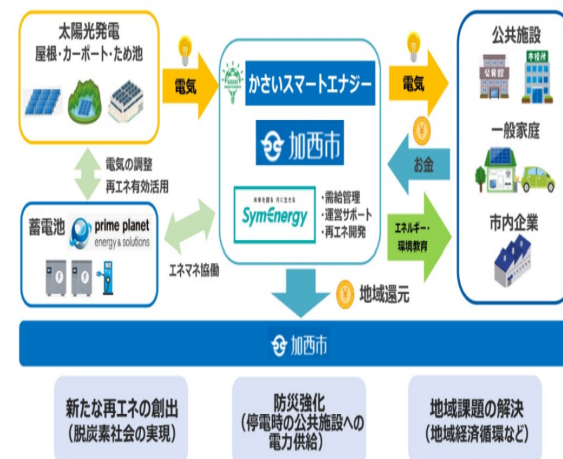 太陽光発電
屋根・カーポート・ため池
電気
かさいスマートエナジー
加西市
未来を創る 共に生きる
SymEnergy
・需給管理
・運営サポート
・再エネ開発
電気
お金
エネルギー・
環境教育
公共施設
公民館
市役所
一般家庭
市内企業
電気の調整
再エネ有効活用
蓄電池
prime planet
energy & solutions
エネマネ協働
地域還元
加西市
新たな再エネの創出
（脱炭素社会の実現）
防災強化
（停電時の公共施設への
電力供給）
地域課題の解決
（地域経済循環など）